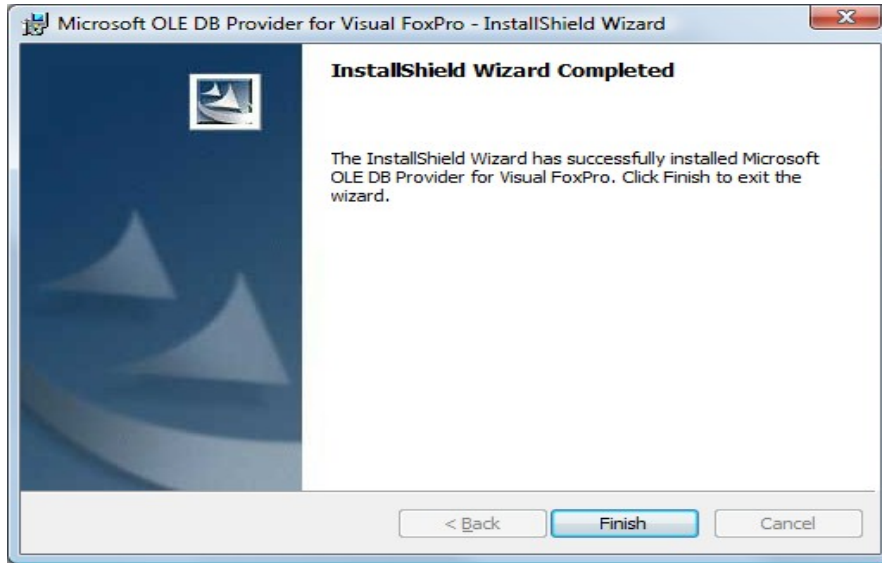 Microsoft OLE DB Provider for Visual FoxPro - InstallShield Wizard
InstallShield Wizard Completed
The InstallShield Wizard has successfully installed Microsoft
OLE DB Provider for Visual FoxPro. Click Finish to exit the
wizard.
< Back
Finish
Cancel